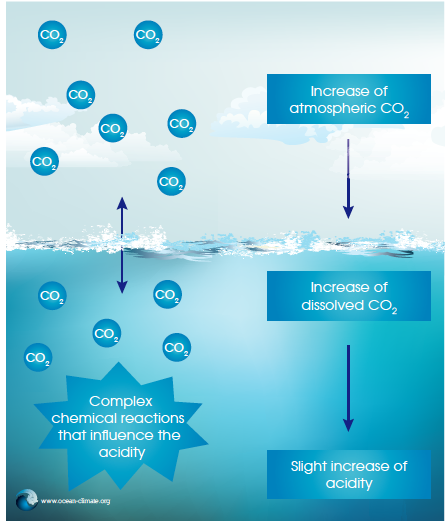 CO₂
CO₂
CO₂
CO₂
CO₂
CO₂
CO₂
Increase of
atmospheric CO₂
CO₂
CO₂
CO₂
CO₂
CO₂
Increase of
dissolved CO₂
Complex
chemical reactions
that influence the
acidity
Slight increase of
acidity
www.ocean-climate.org